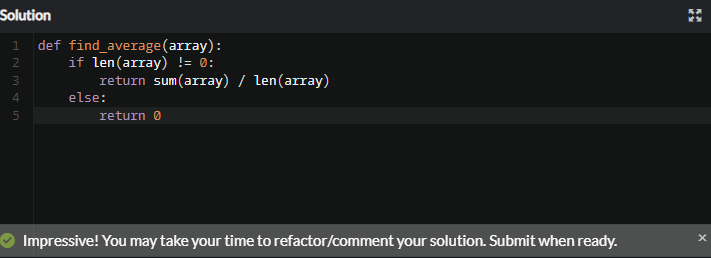 Solution
1 def find_average(array):
2     if len(array) != 0:
3         return sum(array) / len(array)
4     else:
5         return 0
Impressive! You may take your time to refactor/comment your solution. Submit when ready. ×